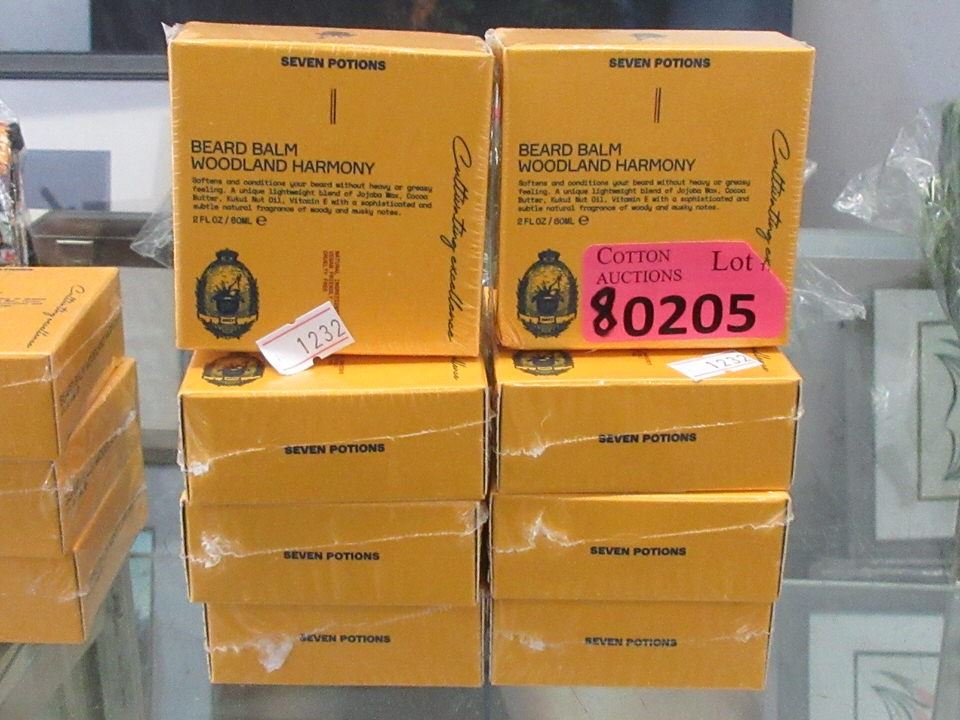 SEVEN POTIONS
BEARD BALM
WOODLAND HARMONY
Softens and conditions your beard without heavy or greasy
feeling. A unique lightweight blend of Jojoba Wax, Cocoa
Butter, Kukui Nut Oil, Vitamin E with a sophisticated and
subtle natural fragrance of woody and musky notes.
2 FL OZ / 60ML e
Cultivating excellence
1232
SEVEN POTIONS
BEARD BALM
WOODLAND HARMONY
Softens and conditions your beard without heavy or greasy
feeling. A unique lightweight blend of Jojoba Wax, Cocoa
Butter, Kukui Nut Oil, Vitamin E with a sophisticated and
subtle natural fragrance of woody and musky notes.
2 FL OZ / 60ML e
Cultivating
COTTON
AUCTIONS
Lot
80205
1232
SEVEN POTIONS
SEVEN POTIONS
SEVEN POTIONS
SEVEN POTIONS
SEVEN POTIONS
SEVEN POTIONS